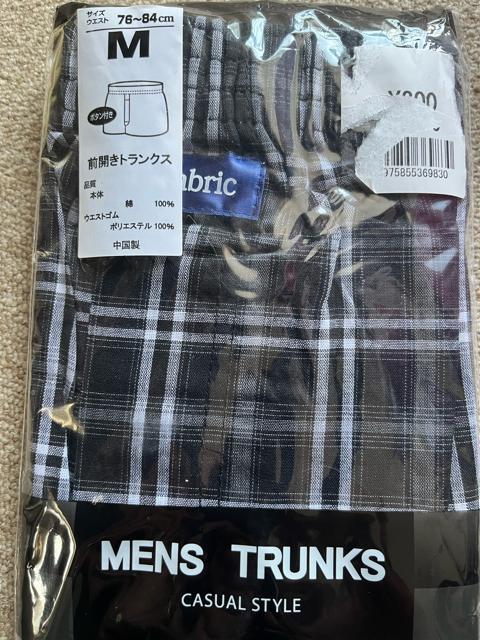 サイズ
ウエスト 76~84cm
M
ボタン付き
前開きトランクス
品質
本体
綿 100%
ウエストゴム
ポリエステル 100%
中国製
bric
975855369830
MENS TRUNKS
CASUAL STYLE